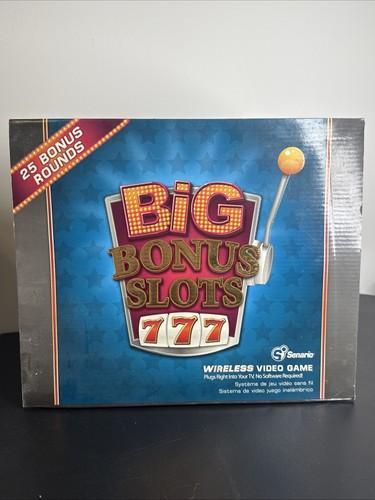 25 BONUS
ROUNDS
BiG
BONUS
SLOTS
777
Si Senario
WIRELESS VIDEO GAME
Plugs Right Into Your TV, No Software Required!
Système de jeu vidéo sans fil
Sistema de video juego inalámbrico